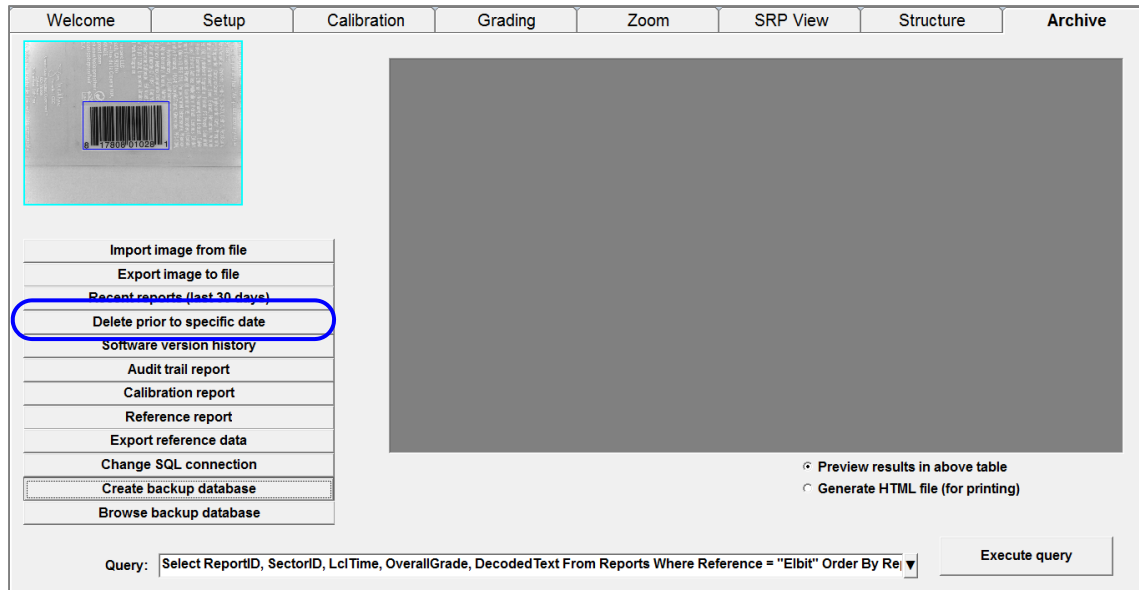 Welcome Setup Calibration Grading Zoom SRP View Structure Archive
8 17808 01028 1
Import image from file
Export image to file
Recent reports (last 30 days)
Delete prior to specific date
Software version history
Audit trail report
Calibration report
Reference report
Export reference data
Change SQL connection
Create backup database
Browse backup database
Preview results in above table
Generate HTML file (for printing)
Query: Select ReportID, SectorID, LclTime, OverallGrade, DecodedText From Reports Where Reference = "Elbit" Order By Re
Execute query